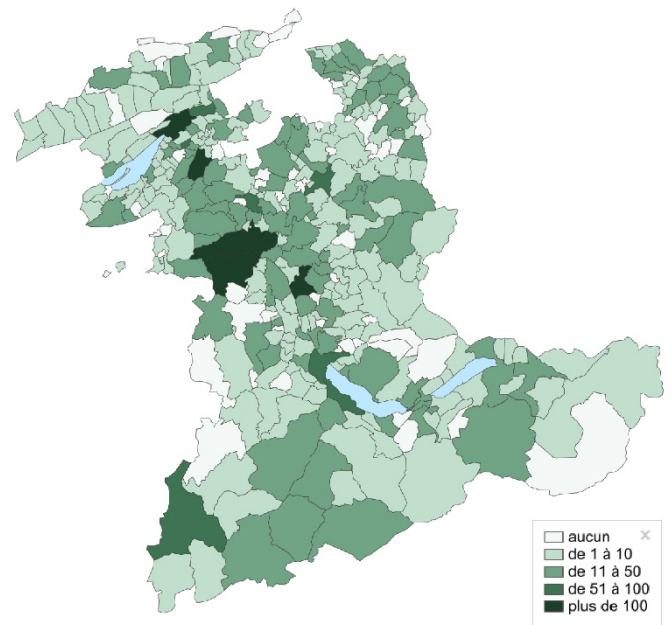 aucun x
de 1 à 10
de 11 à 50
de 51 à 100
plus de 100